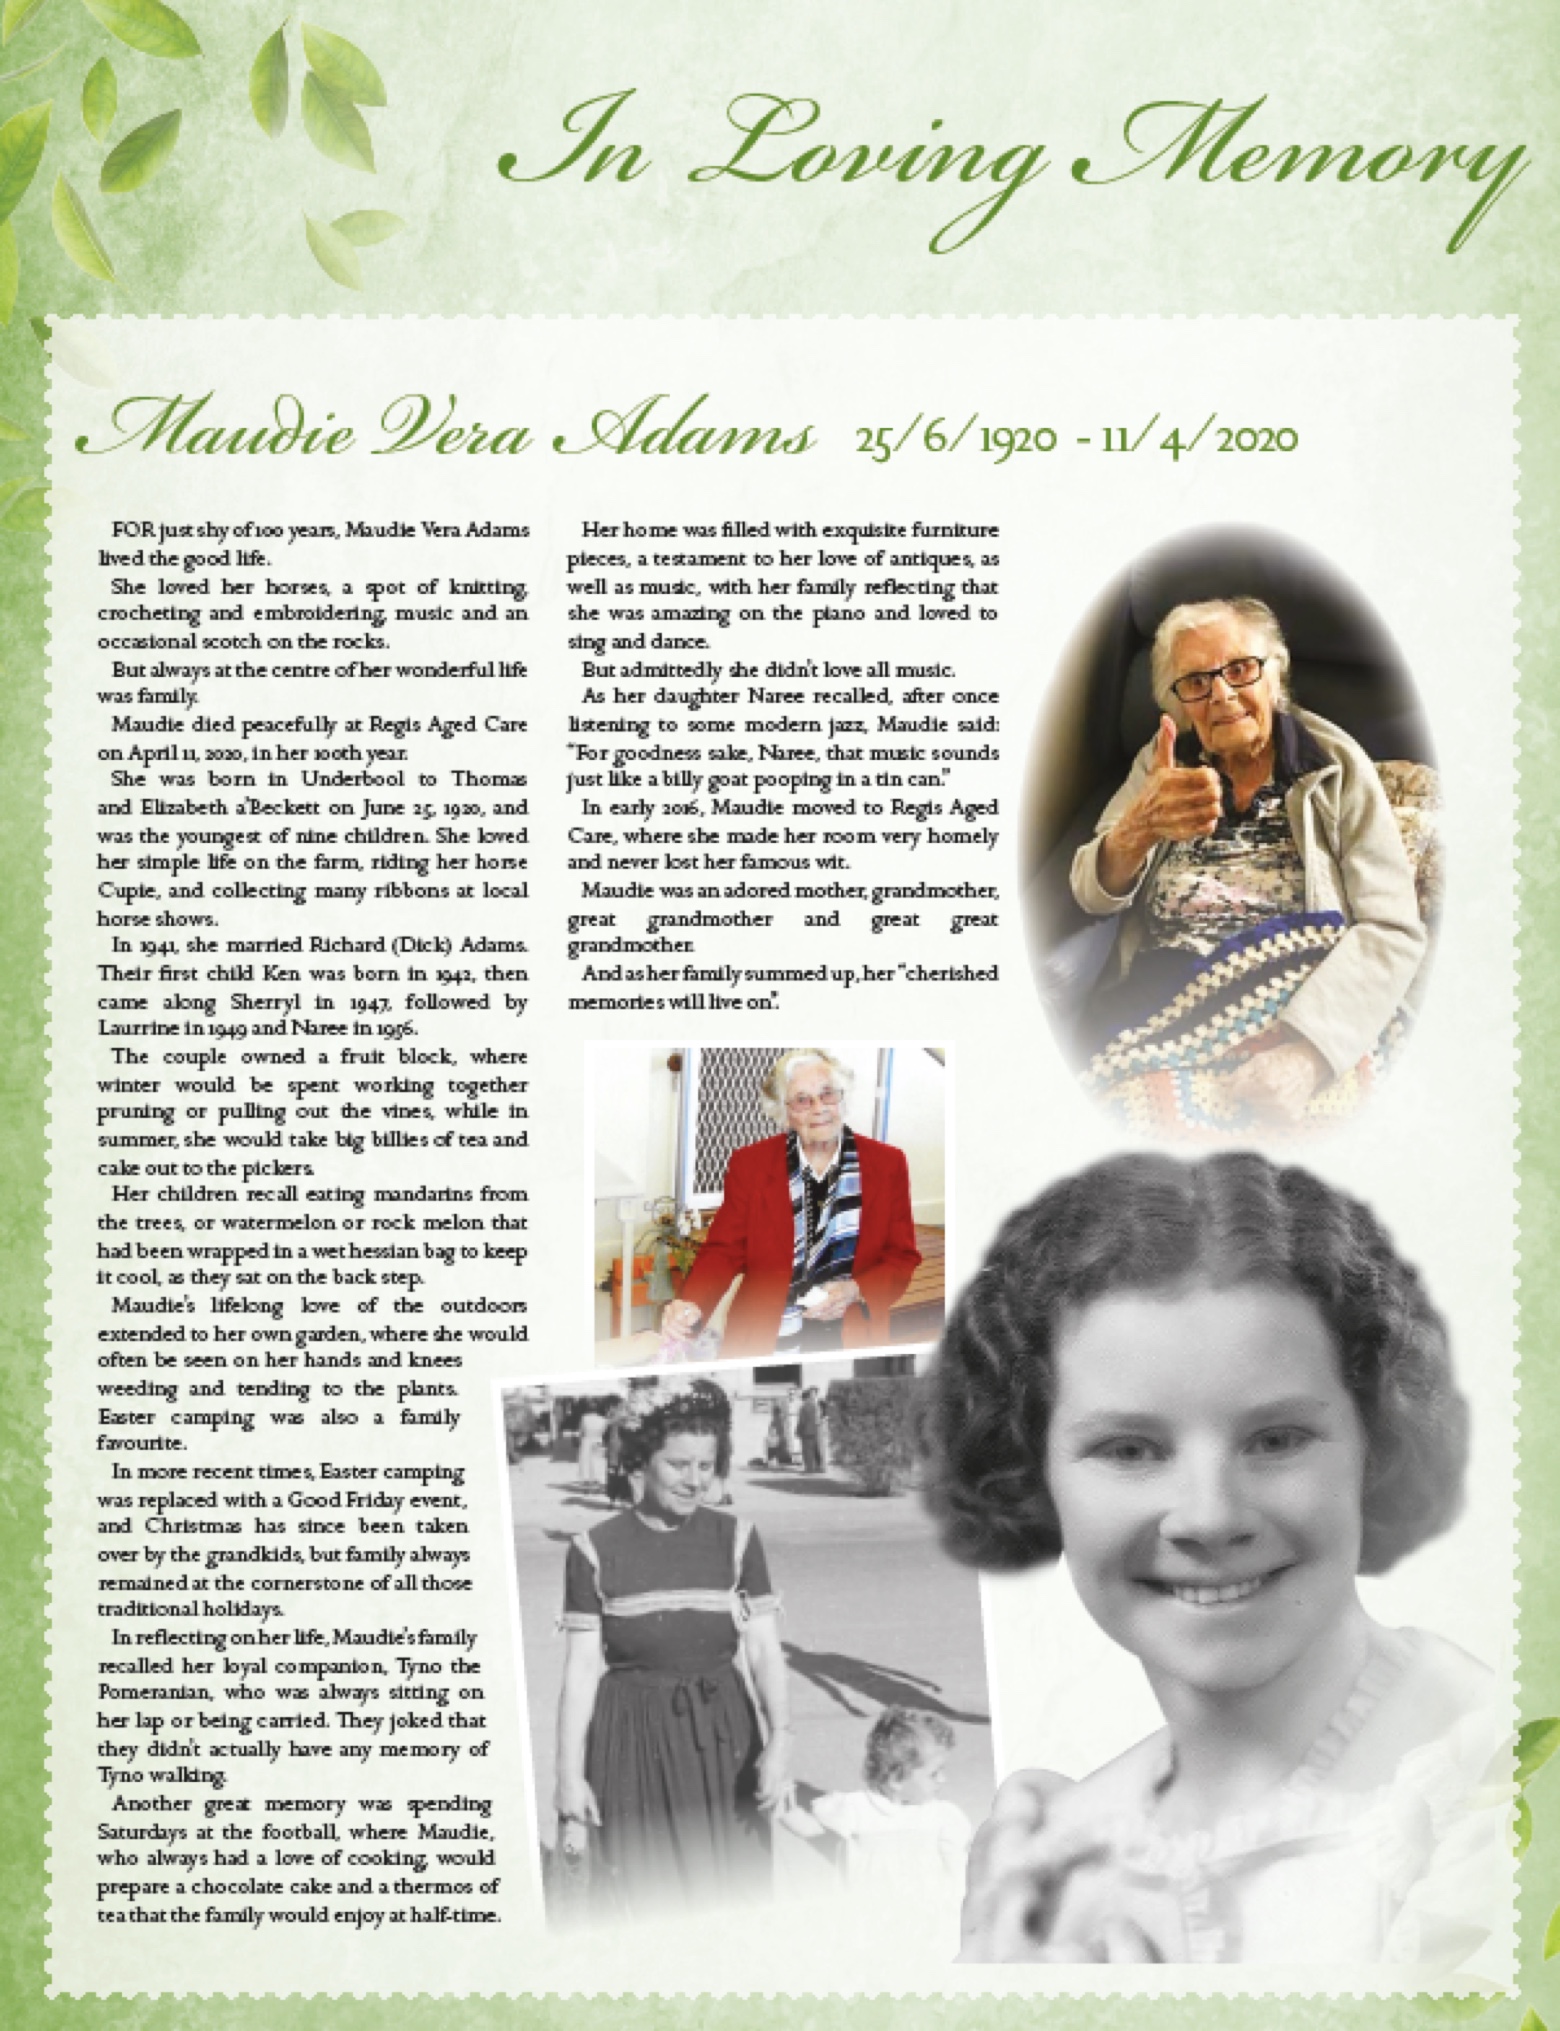 In Loving Memory
Maudie Vera Adams 25/6/1920 - 11/4/2020
FOR just shy of 100 years, Maudie Vera Adams
lived the good life.
She loved her horses, a spot of knitting,
crocheting and embroidering, music and an
occasional scotch on the rocks.
But always at the centre of her wonderful life
was family.
Maudie died peacefully at Regis Aged Care
on April 11, 2020, in her 100th year.
She was born in Underbool to Thomas
and Elizabeth a'Beckett on June 25, 1920, and
was the youngest of nine children. She loved
her simple life on the farm, riding her horse
Cupie, and collecting many ribbons at local
horse shows.
In 1941, she married Richard (Dick) Adams.
Their first child Ken was born in 1942, then
came along Sherryl in 1947, followed by
Laurrine in 1949 and Naree in 1956.
The couple owned a fruit block, where
winter would be spent working together
pruning or pulling out the vines, while in
summer, she would take big billies of tea and
cake out to the pickers.
Her children recall eating mandarins from
the trees, or watermelon or rock melon that
had been wrapped in a wet hessian bag to keep
it cool, as they sat on the back step.
Maudie's lifelong love of the outdoors
extended to her own garden, where she would
often be seen on her hands and knees
weeding and tending to the plants.
Easter camping was also a family
favourite.
In more recent times, Easter camping
was replaced with a Good Friday event,
and Christmas has since been taken
over by the grandkids, but family always
remained at the cornerstone of all those
traditional holidays.
In reflecting on her life, Maudie's family
recalled her loyal companion, Tyno the
Pomeranian, who was always sitting on
her lap or being carried. They joked that
they didn't actually have any memory of
Tyno walking.
Another great memory was spending
Saturdays at the football, where Maudie,
who always had a love of cooking, would
prepare a chocolate cake and a thermos of
tea that the family would enjoy at half-time.
Her home was filled with exquisite furniture
pieces, a testament to her love of antiques, as
well as music, with her family reflecting that
she was amazing on the piano and loved to
sing and dance.
But admittedly she didn't love all music.
As her daughter Naree recalled, after once
listening to some modern jazz, Maudie said:
"For goodness sake, Naree, that music sounds
just like a billy goat pooping in a tin can."
In early 2016, Maudie moved to Regis Aged
Care, where she made her room very homely
and never lost her famous wit.
Maudie was an adored mother, grandmother,
great grandmother and great great
grandmother.
And as her family summed up, her "cherished
memories will live on".